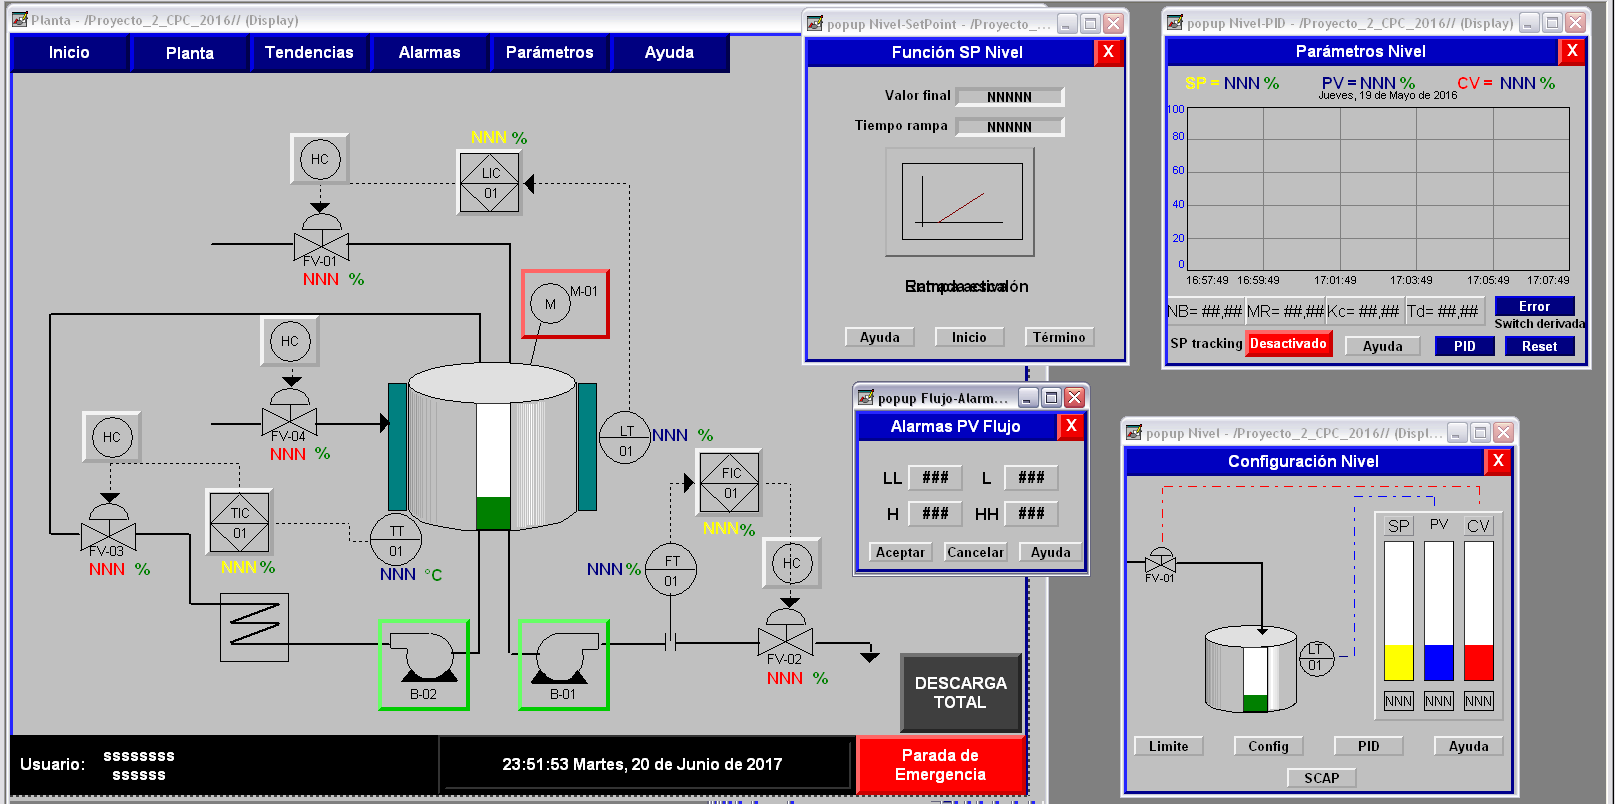 Planta - /Proyecto_2_CPC_2016// (Display)
Inicio
Planta
Tendencias
Alarmas
Parámetros
Ayuda
HC
NNN %
LIC
01
FV-01
NNN %
M
M-01
HC
FV-04
NNN %
HC
LT
01
NNN %
FIC
01
NNN %
TIC
01
NNN %
FV-03
NNN %
TT
01
NNN °C
NNN %
FT
01
HC
FV-02
NNN %
B-02
B-01
DESCARGA
TOTAL
Usuario:
ssssssss
ssssss
23:51:53 Martes, 20 de Junio de 2017
Parada de
Emergencia
popup Nivel-SetPoint - /Proyecto_...
Función SP Nivel
X
Valor final NNNNN
Tiempo rampa NNNNN
Ayuda
Inicio
Término
popup Nivel-PID - /Proyecto_2_CPC_2016// (Display)
Parámetros Nivel
X
SP = NNN %
PV = NNN %
CV = NNN %
Jueves, 19 de Mayo de 2016
100
80
60
40
20
0
16:57:49
16:59:49
17:01:49
17:03:49
17:05:49
17:07:49
NB= ##,##
MR= ##,##
Kc= ##,##
Td= ##,##
Error
Switch derivada
SP tracking
Desactivado
Ayuda
PID
Reset
popup Flujo-Alarm...
Alarmas PV Flujo
X
LL ###
L ###
H ###
HH ###
Aceptar
Cancelar
Ayuda
popup Nivel - /Proyecto_2_CPC_2016// (Displ...
Configuración Nivel
X
FV-01
LT
01
SP
PV
CV
NNN
NNN
NNN
Limite
Config
PID
Ayuda
SCAP